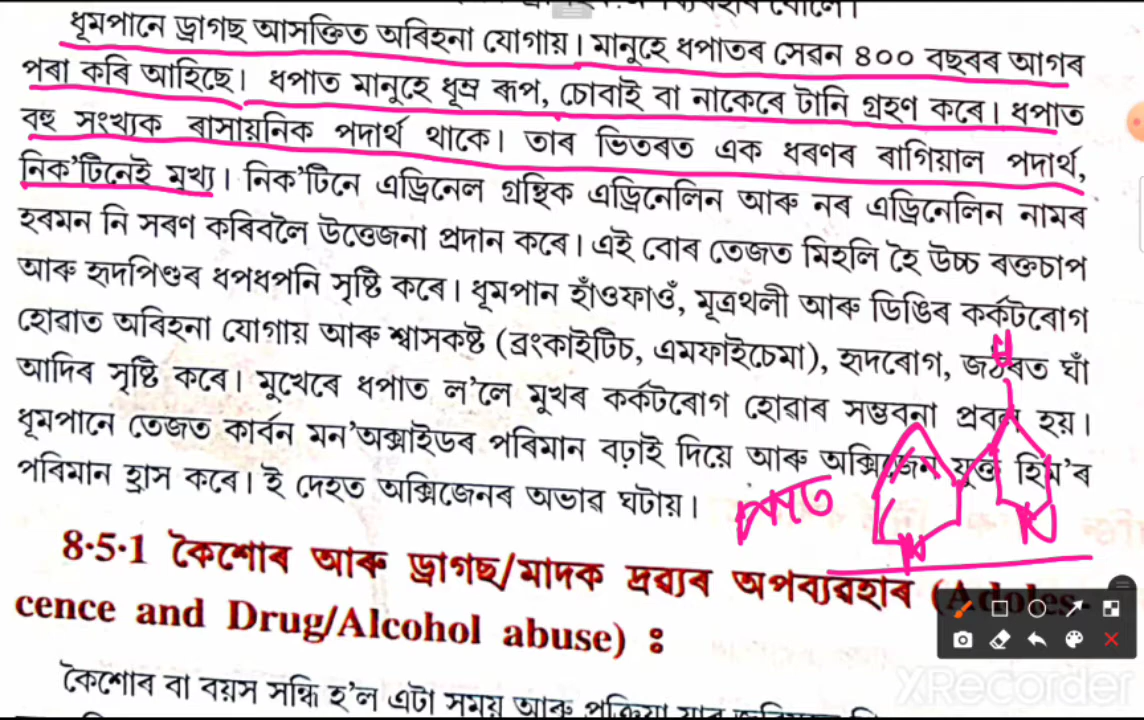 ধূমপানে ড্ৰাগছ আসক্তিত অৰিহনা যোগায়। মানুহে ধপাতৰ সেৱন ৪০০ বছৰৰ আগৰ
পৰা কৰি আহিছে। ধপাত মানুহে ধূম্ৰ ৰূপ, চোবাই বা নাকেৰে টানি গ্ৰহণ কৰে। ধপাত
বহু সংখ্যক ৰাসায়নিক পদাৰ্থ থাকে। তাৰ ভিতৰত এক ধৰণৰ ৰাগিয়াল পদাৰ্থ,
নিক'টিনেই মুখ্য। নিক'টিনে এড্ৰিনেল গ্ৰন্থিক এড্ৰিনেলিন আৰু নৰ এড্ৰিনেলিন নামৰ
হৰমন নি সৰণ কৰিবলৈ উত্তেজনা প্ৰদান কৰে। এই বোৰ তেজত মিহলি হৈ উচ্চ ৰক্তচাপ
আৰু হৃদপিণ্ডৰ ধপধপনি সৃষ্টি কৰে। ধূমপান হাঁওফাওঁ, মূত্ৰথলী আৰু ডিঙিৰ কৰ্কটৰোগ
হোৱাত অৰিহনা যোগায় আৰু শ্বাসকষ্ট (ব্ৰংকাইটিচ, এমফাইচেমা), হৃদৰোগ, জঠৰত ঘাঁ
আদিৰ সৃষ্টি কৰে। মুখেৰে ধপাত ল'লে মুখৰ কৰ্কটৰোগ হোৱাৰ সম্ভবনা প্ৰবল হয়।
ধূমপানে তেজত কাৰ্বন মন'অক্সাইডৰ পৰিমান বঢ়াই দিয়ে আৰু অক্সিজেন যুক্ত হিম'ৰ
পৰিমান হ্ৰাস কৰে। ই দেহত অক্সিজেনৰ অভাৱ ঘটায়।
8·5·1 কৈশোৰ আৰু ড্ৰাগছ/মাদক দ্ৰব্যৰ অপব্যৱহাৰ (Adoles-
cence and Drug/Alcohol abuse) :
কৈশোৰ বা বয়স সন্ধি হ'ল এটা সময় আৰু প্ৰক্ৰিয়া যাৰ
XRecorder